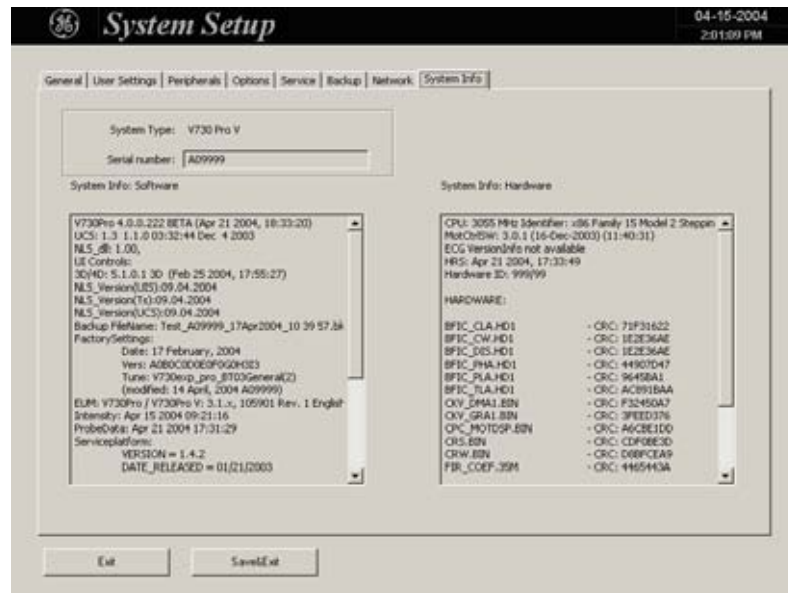 System Setup
04-15-2004
2:01:09 PM
General | User Settings | Peripherals | Options | Service | Backup | Network | System Info
System Type: V730 Pro V
Serial number: A09999
System Info: Software
V730Pro 4.0.0.222 BETA (Apr 21 2004, 18:33:20)
UCS: 1.3 1.1.0 03:32:44 Dec 4 2003
NLS_dll: 1.00,
UI Controls:
3D/4D: 5.1.0.1 3D (Feb 25 2004, 17:55:27)
NLS_Version(UIS):09.04.2004
NLS_Version(Tx):09.04.2004
NLS_Version(UCS):09.04.2004
Backup FileName: Test_A09999_17Apr2004_10 39 57.bk
FactorySettings:
Date: 17 February, 2004
Vers:
Tune: V730exp_pro_BT03General(2)
(modified: 14 April, 2004 A09999)
EUM: V730Pro / V730Pro V: 3.1.x, 105901 Rev. 1 English
Intensity: Apr 15 2004 09:21:16
ProbeData: Apr 21 2004 17:31:29
Serviceplatform:
VERSION = 1.4.2
DATE_RELEASED = 01/21/2003
System Info: Hardware
CPU: 3055 MHz Identifier: x86 Family 15 Model 2 Steppin
MotCtrlSW: 3.0.1 (16-Dec-2003) (11:40:31)
ECG VersionInfo not available
HRS: Apr 21 2004, 17:33:49
Hardware ID: 999/99
HARDWARE:
BFIC_CLA.HD1 - CRC: 71F31622
BFIC_CW.HD1 - CRC: 1E2E36AE
BFIC_DIS.HD1 - CRC: 1E2E36AE
BFIC_PHA.HD1 - CRC: 44907D47
BFIC_PLA.HD1 - CRC: 9645BA1
BFIC_TLA.HD1 - CRC: AC891BAA
CKV_DMA1.BIN - CRC: F32450A7
CKV_GRA1.BIN - CRC: 3FEED376
CPC_MOTDSP.BIN - CRC: A6CBE1DD
CRS.BIN - CRC: CDF0BE3D
CRW.BIN - CRC: D8BFCEA9
FIR_COEF.35M - CRC: 4465443A
Exit
Save&Exit